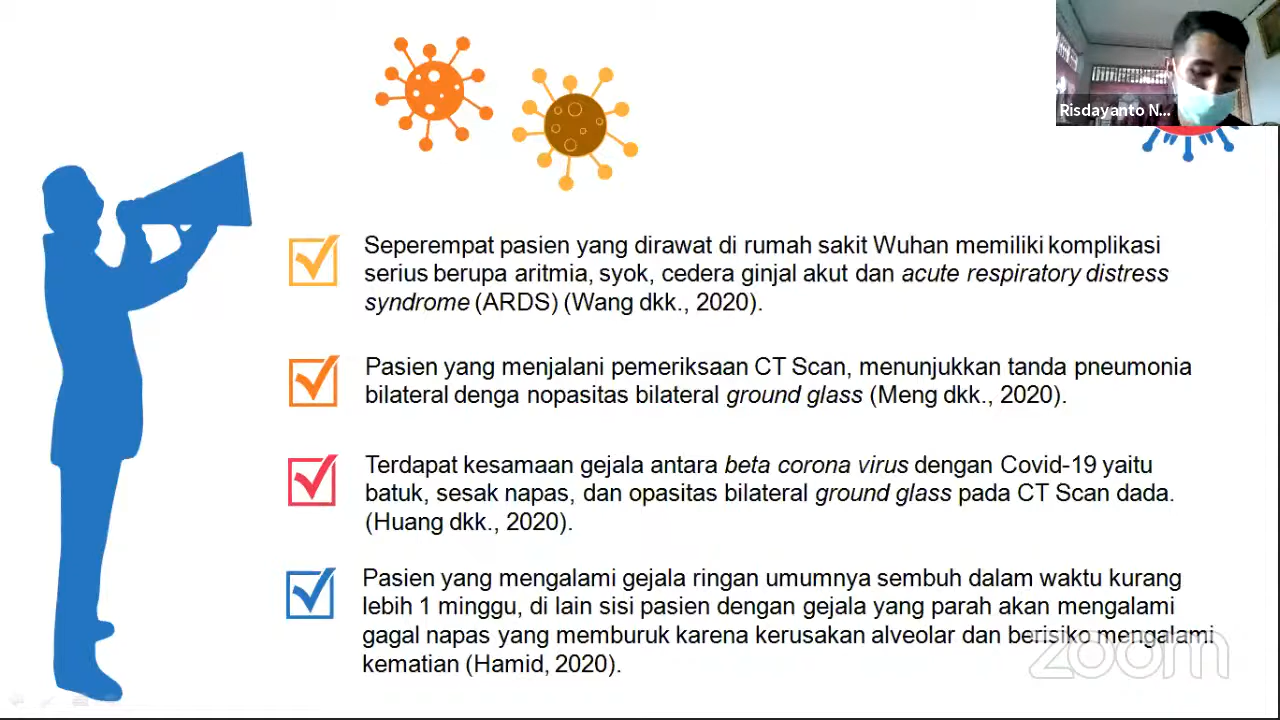 Risdayanto N...
Seperempat pasien yang dirawat di rumah sakit Wuhan memiliki komplikasi
serius berupa aritmia, syok, cedera ginjal akut dan acute respiratory distress
syndrome (ARDS) (Wang dkk., 2020).
Pasien yang menjalani pemeriksaan CT Scan, menunjukkan tanda pneumonia
bilateral denga nopasitas bilateral ground glass (Meng dkk., 2020).
Terdapat kesamaan gejala antara beta corona virus dengan Covid-19 yaitu
batuk, sesak napas, dan opasitas bilateral ground glass pada CT Scan dada.
(Huang dkk., 2020).
Pasien yang mengalami gejala ringan umumnya sembuh dalam waktu kurang
lebih 1 minggu, di lain sisi pasien dengan gejala yang parah akan mengalami
gagal napas yang memburuk karena kerusakan alveolar dan berisiko mengalami
kematian (Hamid, 2020).
zoom